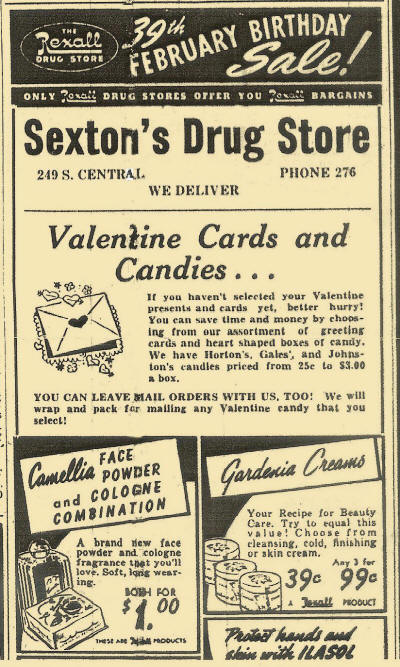 THE
Rexall
DRUG STORE
39th
FEBRUARY BIRTHDAY
Sale!
ONLY Rexall DRUG STORES OFFER YOU Rexall BARGAINS
Sexton's Drug Store
249 S. CENTRAL PHONE 276
WE DELIVER
Valentine Cards and
Candies...
If you haven't selected your Valentine
presents and cards yet, better hurry!
You can save time and money by choos-
ing from our assortment of greeting
cards and heart shaped boxes of candy.
We have Horton's, Gales', and Johns-
ton's candies priced from 25c to $3.00
a box.
YOU CAN LEAVE MAIL ORDERS WITH US, TOO! We will
wrap and pack for mailing any Valentine candy that you
select!
Camellia FACE
POWDER
and COLOGNE
COMBINATION
A brand new face
powder and cologne
fragrance that you'll
love. Soft, long wear-
ing.
BOTH FOR
$1.00
THESE ARE Rexall PRODUCTS
Gardenia Creams
Your Recipe for Beauty
Care. Try to equal this
value! Choose from
cleansing, cold, finishing
or skin cream.
Any 3 for
39c 99c
A Rexall PRODUCT
Protect hands and
skin with ILASOL